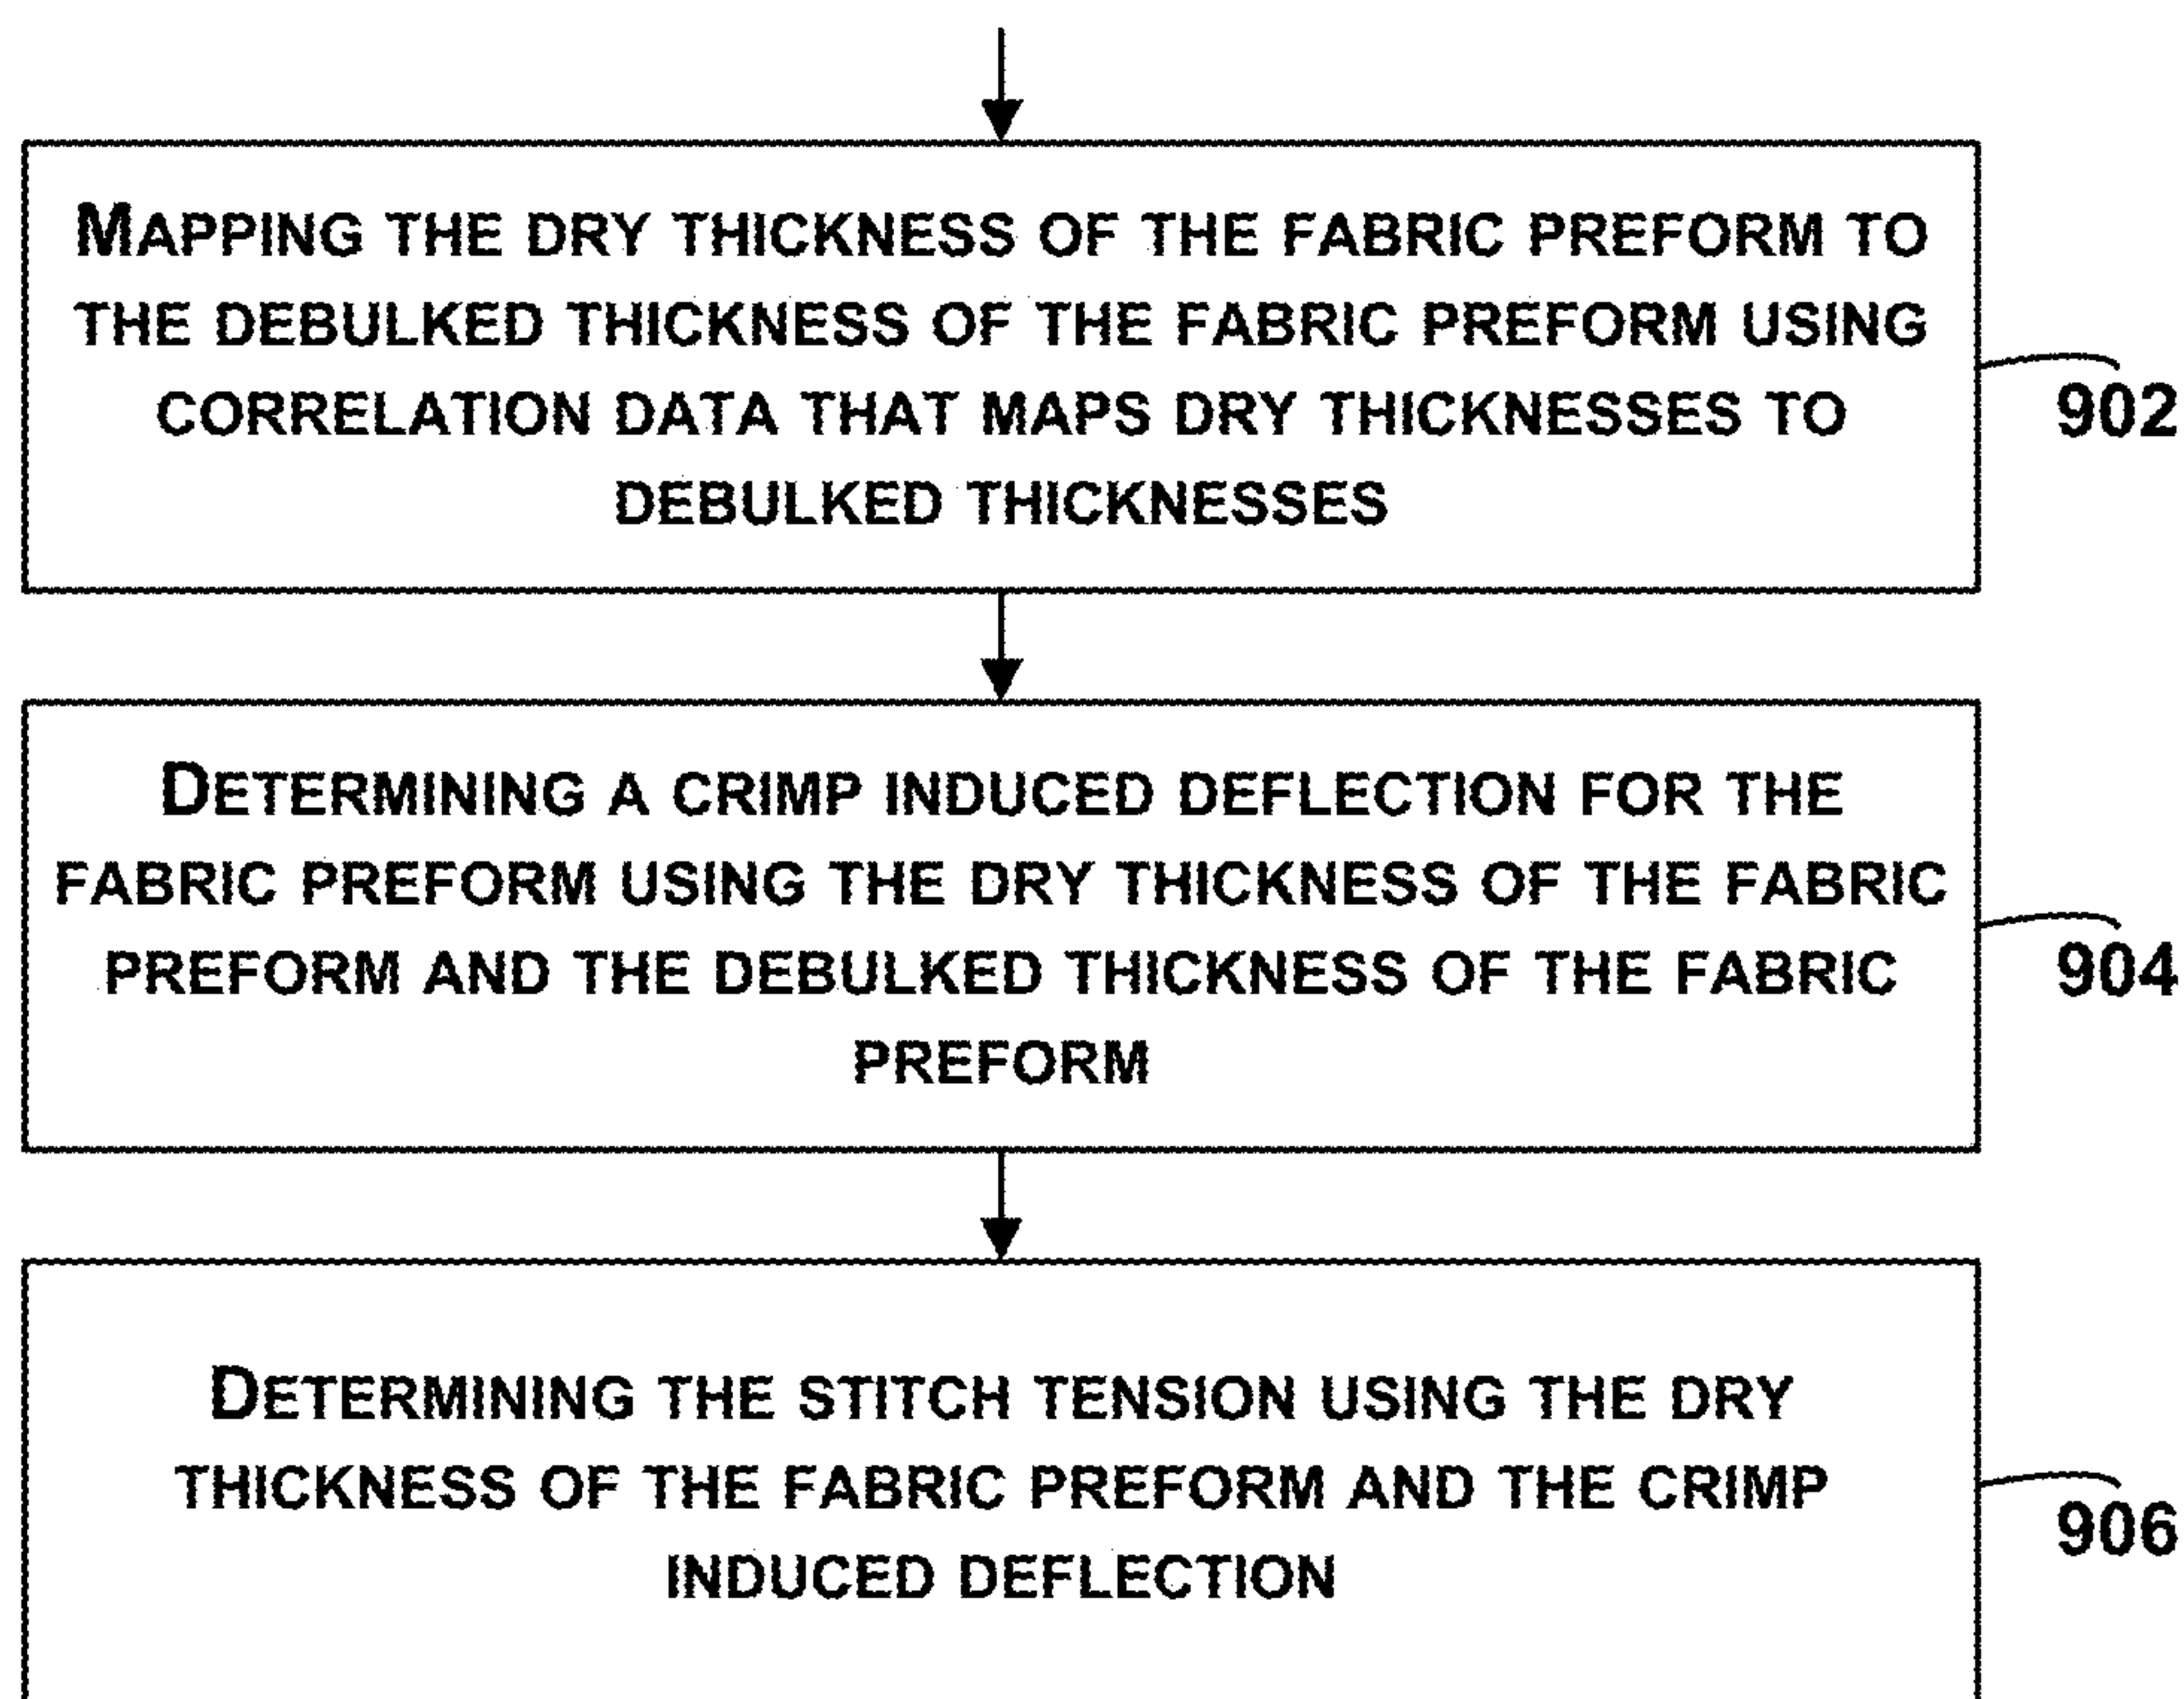 MAPPING THE DRY THICKNESS OF THE FABRIC PREFORM TO
THE DEBULKED THICKNESS OF THE FABRIC PREFORM USING
CORRELATION DATA THAT MAPS DRY THICKNESSES TO
DEBULKED THICKNESSES
902
DETERMINING A CRIMP INDUCED DEFLECTION FOR THE
FABRIC PREFORM USING THE DRY THICKNESS OF THE FABRIC
PREFORM AND THE DEBULKED THICKNESS OF THE FABRIC
PREFORM
904
DETERMINING THE STITCH TENSION USING THE DRY
THICKNESS OF THE FABRIC PREFORM AND THE CRIMP
INDUCED DEFLECTION
906